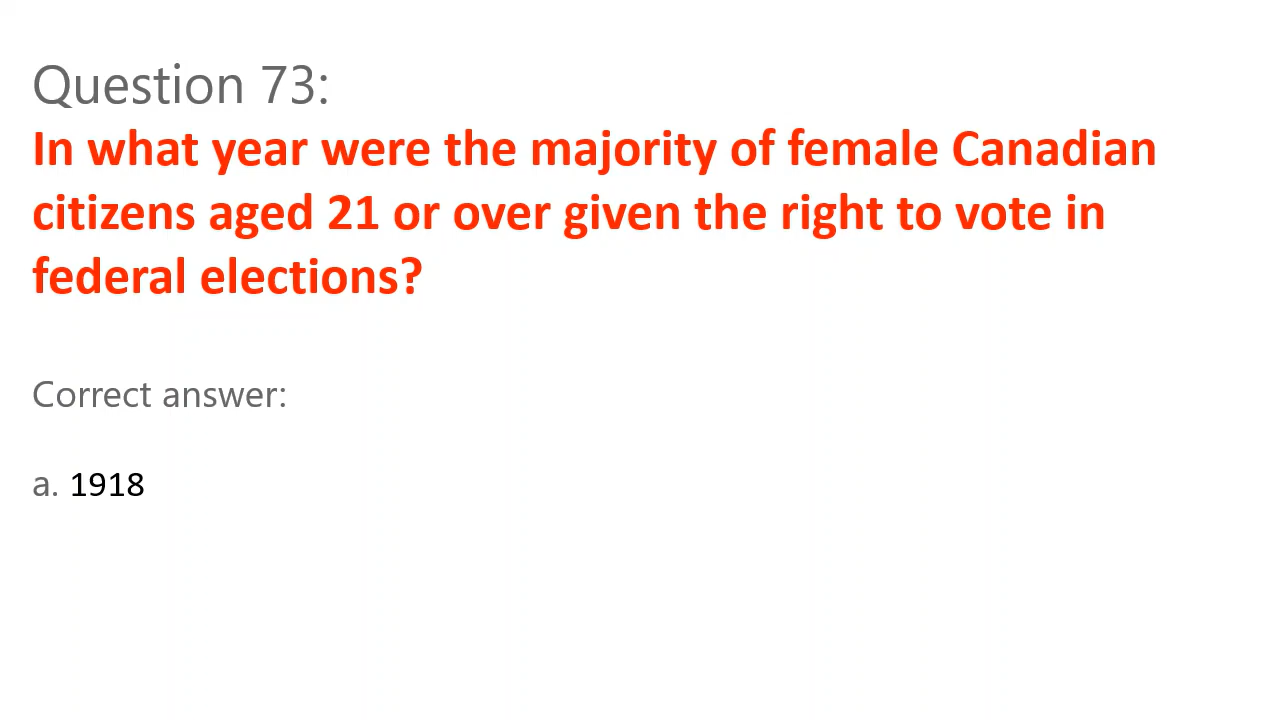 Question 73:
In what year were the majority of female Canadian
citizens aged 21 or over given the right to vote in
federal elections?
Correct answer:
a. 1918